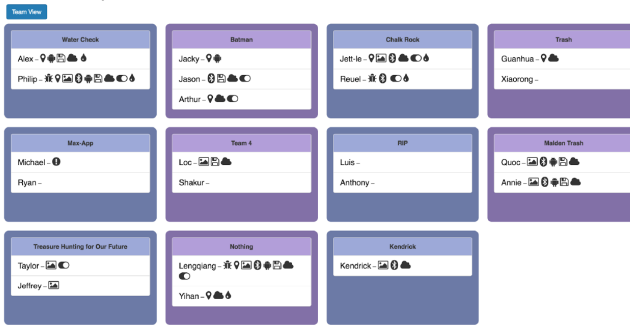 Team View
Water Check
Alex –
Philip –
Batman
Jacky –
Jason –
Arthur –
Chalk Rock
Jett-le –
Reuel –
Trash
Guanhua –
Xiaorong –
Max-App
Michael –
Ryan –
Team 4
Loc –
Shakur –
RIP
Luis –
Anthony –
Malden Trash
Quoc –
Annie –
Treasure Hunting for Our Future
Taylor –
Jeffrey –
Nothing
Lengqiang –
Yihan –
Kendrick
Kendrick –